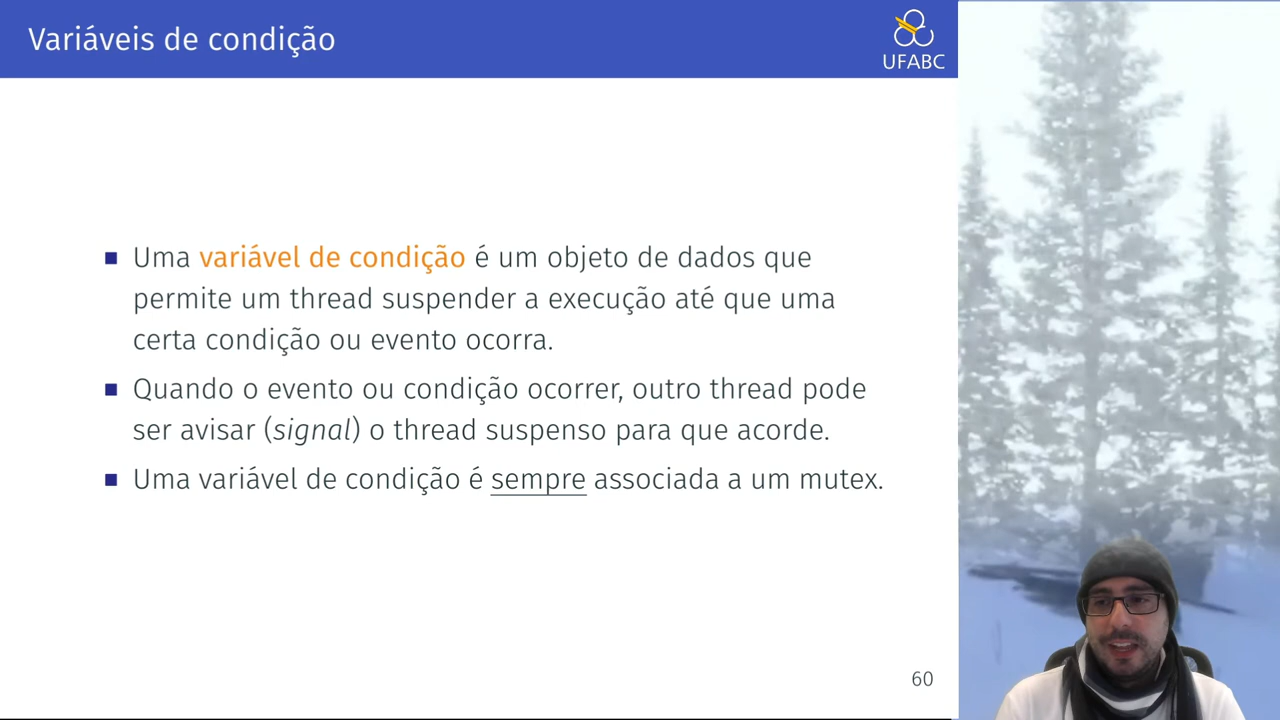 Variáveis de condição
UFABC
Uma variável de condição é um objeto de dados que
permite um thread suspender a execução até que uma
certa condição ou evento ocorra.
Quando o evento ou condição ocorrer, outro thread pode
ser avisar (signal) o thread suspenso para que acorde.
Uma variável de condição é sempre associada a um mutex.
60